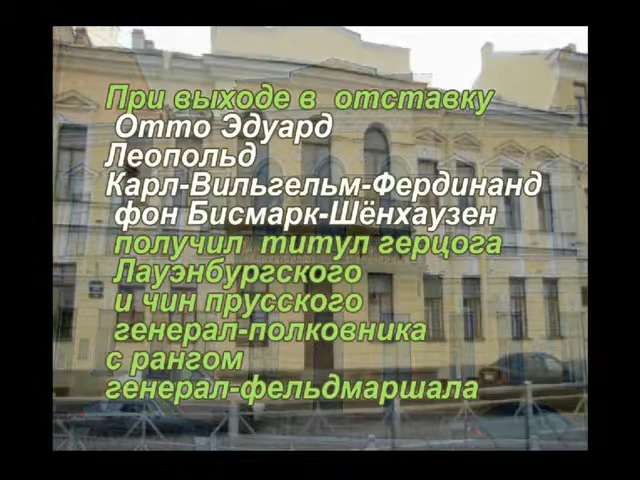 При выходе в отставку
Отто Эдуард
Леопольд
Карл-Вильгельм-Фердинанд
фон Бисмарк-Шёнхаузен
получил титул герцога
Лауэнбургского
и чин прусского
генерал-полковника
с рангом
генерал-фельдмаршала